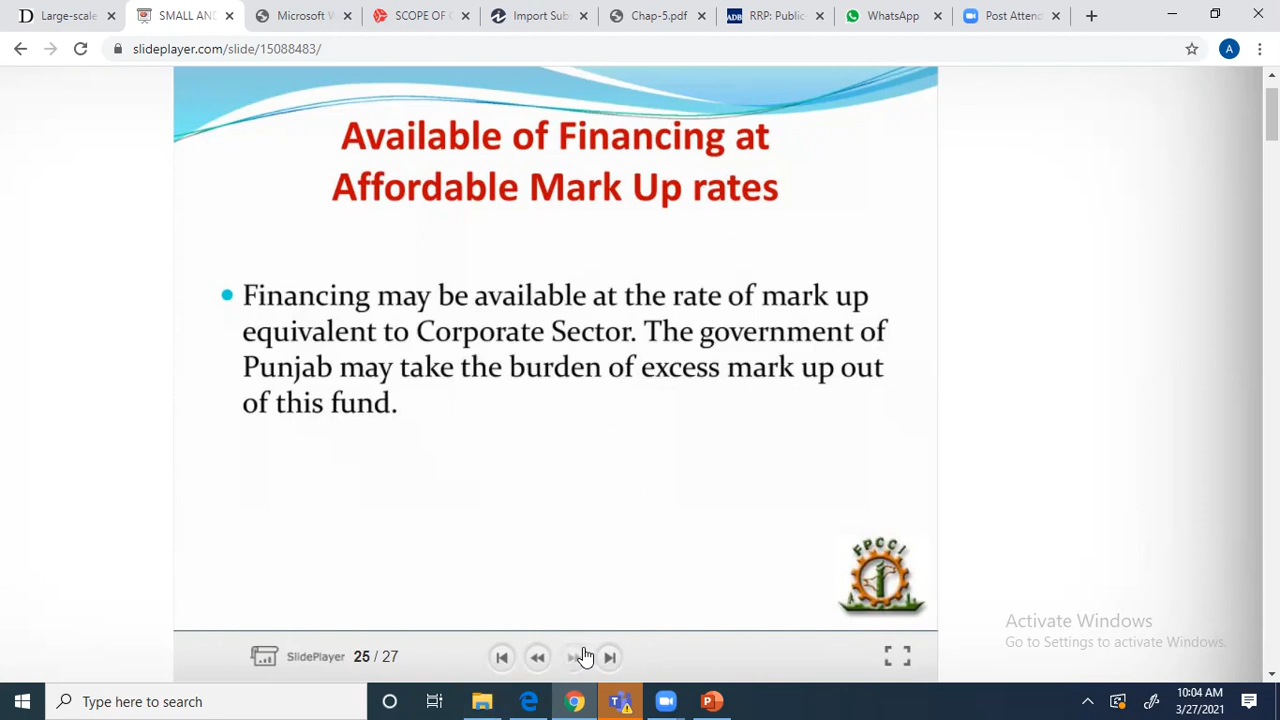 Large-scale
SMALL AND
Microsoft W
SCOPE OF C
Import Sub
Chap-5.pdf
ADB
RRP: Public
WhatsApp
Post Attend
slideplayer.com/slide/15088483/
A
Available of Financing at
Affordable Mark Up rates
Financing may be available at the rate of mark up
equivalent to Corporate Sector. The government of
Punjab may take the burden of excess mark up out
of this fund.
FPCCI
Activate Windows
Go to Settings to activate Windows.
SlidePlayer 25 / 27
Type here to search
10:04 AM
3/27/2021